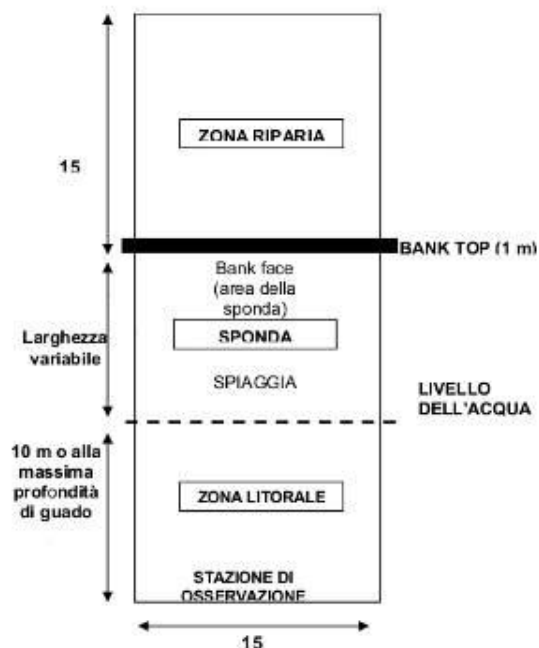 ZONA RIPARIA
15
BANK TOP (1 m)
Bank face
(area della
sponda)
SPONDA
Larghezza
variabile
SPIAGGIA
LIVELLO
DELL'ACQUA
10 m o alla
massima
profondità
di guado
ZONA LITORALE
STAZIONE DI
OSSERVAZIONE
15